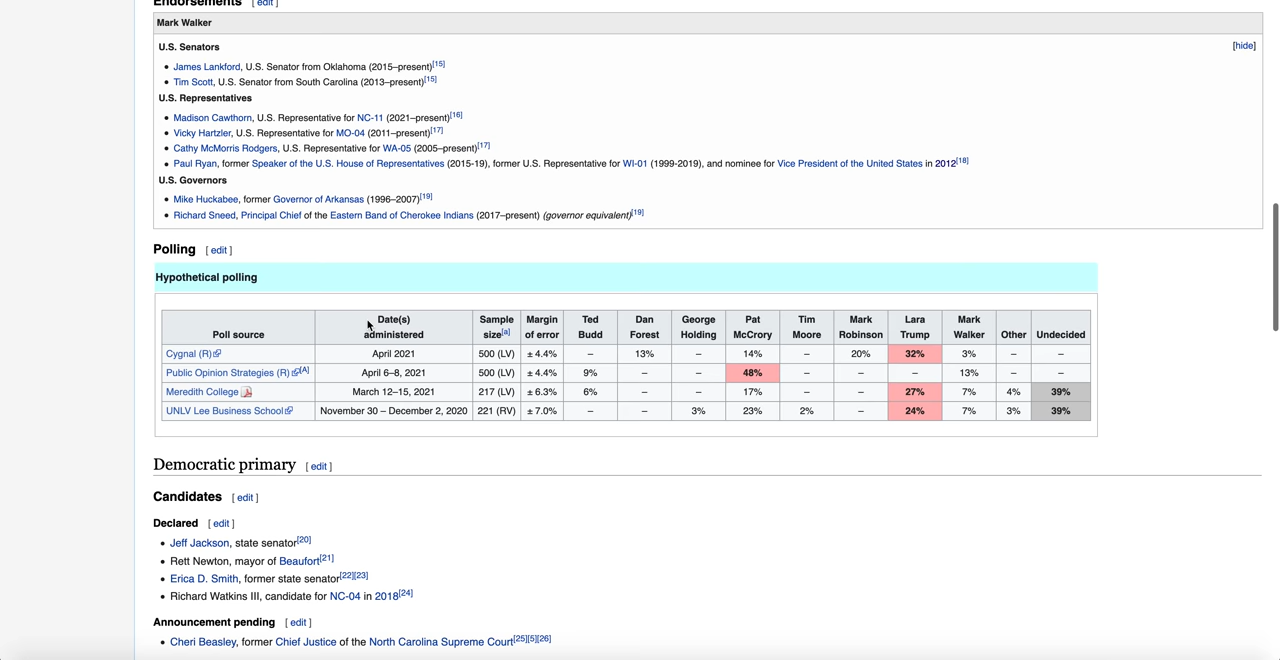 Endorsements [ edit ]
Mark Walker
U.S. Senators [hide]
James Lankford, U.S. Senator from Oklahoma (2015–present)[15]
Tim Scott, U.S. Senator from South Carolina (2013–present)[15]
U.S. Representatives
Madison Cawthorn, U.S. Representative for NC-11 (2021–present)[16]
Vicky Hartzler, U.S. Representative for MO-04 (2011–present)[17]
Cathy McMorris Rodgers, U.S. Representative for WA-05 (2005–present)[17]
Paul Ryan, former Speaker of the U.S. House of Representatives (2015-19), former U.S. Representative for WI-01 (1999-2019), and nominee for Vice President of the United States in 2012[18]
U.S. Governors
Mike Huckabee, former Governor of Arkansas (1996–2007)[19]
Richard Sneed, Principal Chief of the Eastern Band of Cherokee Indians (2017–present) (governor equivalent)[19]
Polling [ edit ]
Hypothetical polling
Poll source Date(s) administered Sample size[a] Margin of error Ted Budd Dan Forest George Holding Pat McCrory Tim Moore Mark Robinson Lara Trump Mark Walker Other Undecided
Cygnal (R) April 2021 500 (LV) ± 4.4% – 13% – 14% – 20% 32% 3% – –
Public Opinion Strategies (R)[A] April 6–8, 2021 500 (LV) ± 4.4% 9% – – 48% – – – 13% – –
Meredith College March 12–15, 2021 217 (LV) ± 6.3% 6% – – 17% – – 27% 7% 4% 39%
UNLV Lee Business School November 30 – December 2, 2020 221 (RV) ± 7.0% – – 3% 23% 2% – 24% 7% 3% 39%
Democratic primary [ edit ]
Candidates [ edit ]
Declared [ edit ]
Jeff Jackson, state senator[20]
Rett Newton, mayor of Beaufort[21]
Erica D. Smith, former state senator[22][23]
Richard Watkins III, candidate for NC-04 in 2018[24]
Announcement pending [ edit ]
Cheri Beasley, former Chief Justice of the North Carolina Supreme Court[25][5][26]